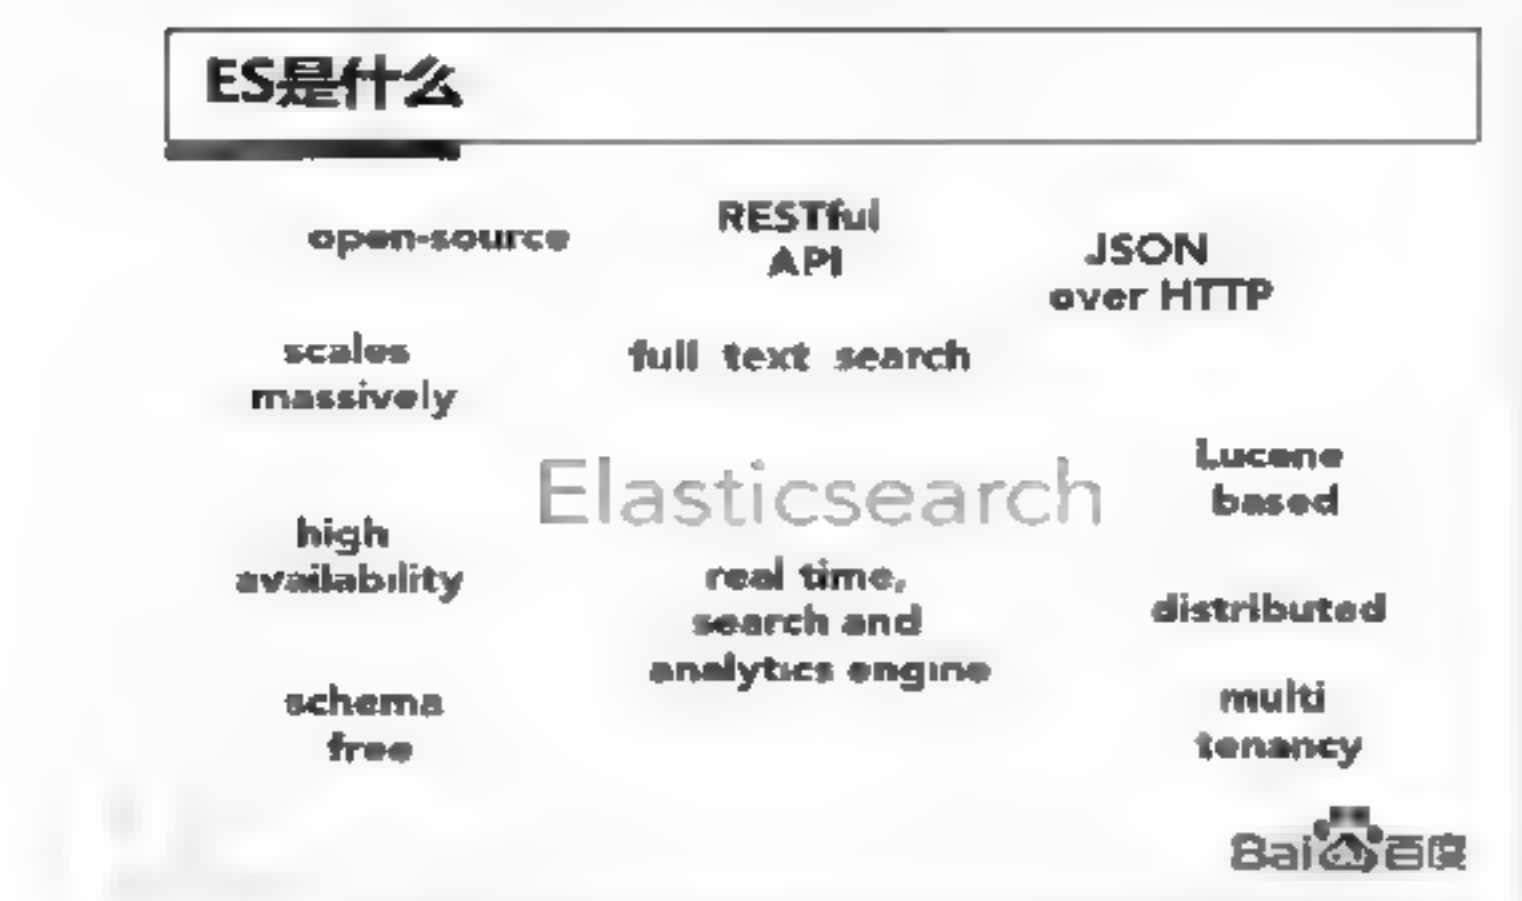 ES是什么
open-source
RESTful
API
JSON
over HTTP
scales
massively
full text search
Elasticsearch
Lucene
based
high
availability
real time,
search and
analytics engine
distributed
schema
free
multi
tenancy
Bai百度